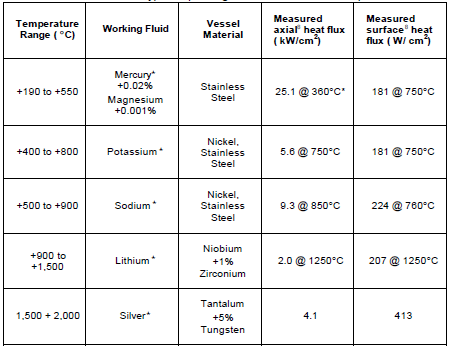 Temperature Range ( °C)
Working Fluid
Vessel Material
Measured axial⁸ heat flux ( kW/cm²)
Measured surface⁸ heat flux ( W/ cm²)
+190 to +550
Mercury*
+0.02%
Magnesium
+0.001%
Stainless
Steel
25.1 @ 360°C*
181 @ 750°C
+400 to +800
Potassium *
Nickel,
Stainless
Steel
5.6 @ 750°C
181 @ 750°C
+500 to +900
Sodium *
Nickel,
Stainless
Steel
9.3 @ 850°C
224 @ 760°C
+900 to
+1,500
Lithium *
Niobium
+1%
Zirconium
2.0 @ 1250°C
207 @ 1250°C
1,500 + 2,000
Silver*
Tantalum
+5%
Tungsten
4.1
413